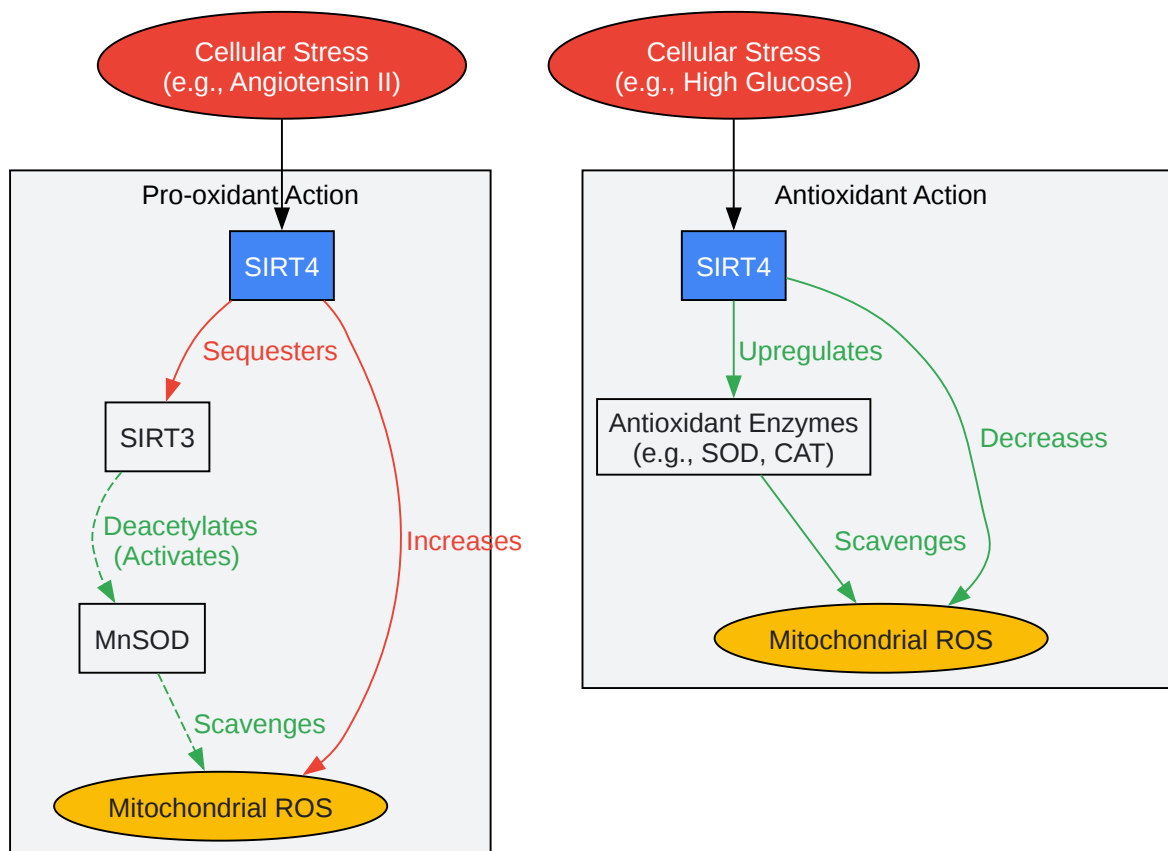 Cellular Stress
(e.g., Angiotensin II)
Cellular Stress
(e.g., High Glucose)
Pro-oxidant Action
SIRT4
Sequesters
SIRT3
Deacetylates
(Activates)
Increases
MnSOD
Scavenges
Mitochondrial ROS
Antioxidant Action
SIRT4
Upregulates
Antioxidant Enzymes
(e.g., SOD, CAT)
Decreases
Scavenges
Mitochondrial ROS